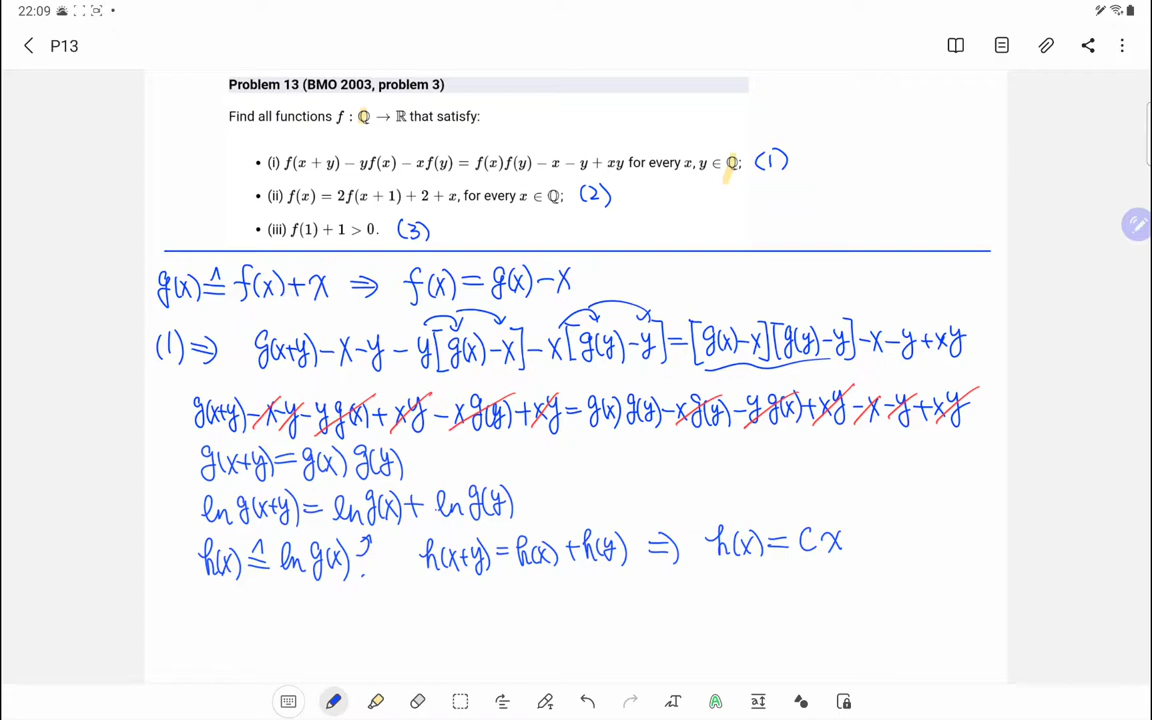 22:09
P13
Problem 13 (BMO 2003, problem 3)
Find all functions f : ℚ → ℝ that satisfy:
• (i) f(x + y) − yf(x) − xf(y) = f(x)f(y) − x − y + xy for every x, y ∈ ℚ; (1)
• (ii) f(x) = 2f(x + 1) + 2 + x, for every x ∈ ℚ; (2)
• (iii) f(1) + 1 > 0. (3)
g(x) ≜ f(x)+x ⇒ f(x) = g(x)−x
(1) ⇒ g(x+y)−x−y−y[g(x)−x]−x[g(y)−y]=[g(x)−x][g(y)−y]−x−y+xy
g(x+y)−x−y−yg(x)+xy−xg(y)+xy=g(x)g(y)−xg(y)−yg(x)+xy−x−y+xy
g(x+y)=g(x) g(y)
ln g(x+y)= ln g(x)+ ln g(y)
h(x) ≜ ln g(x) h(x+y)=h(x)+h(y) ⇒ h(x)= Cx